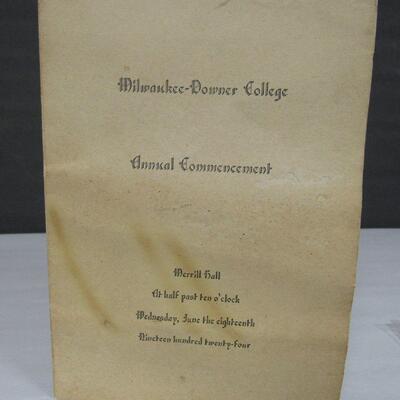 Milwaukee-Downer College
Annual Commencement
Merrill Hall
At half past ten o'clock
Wednesday, June the eighteenth
Nineteen hundred twenty-four